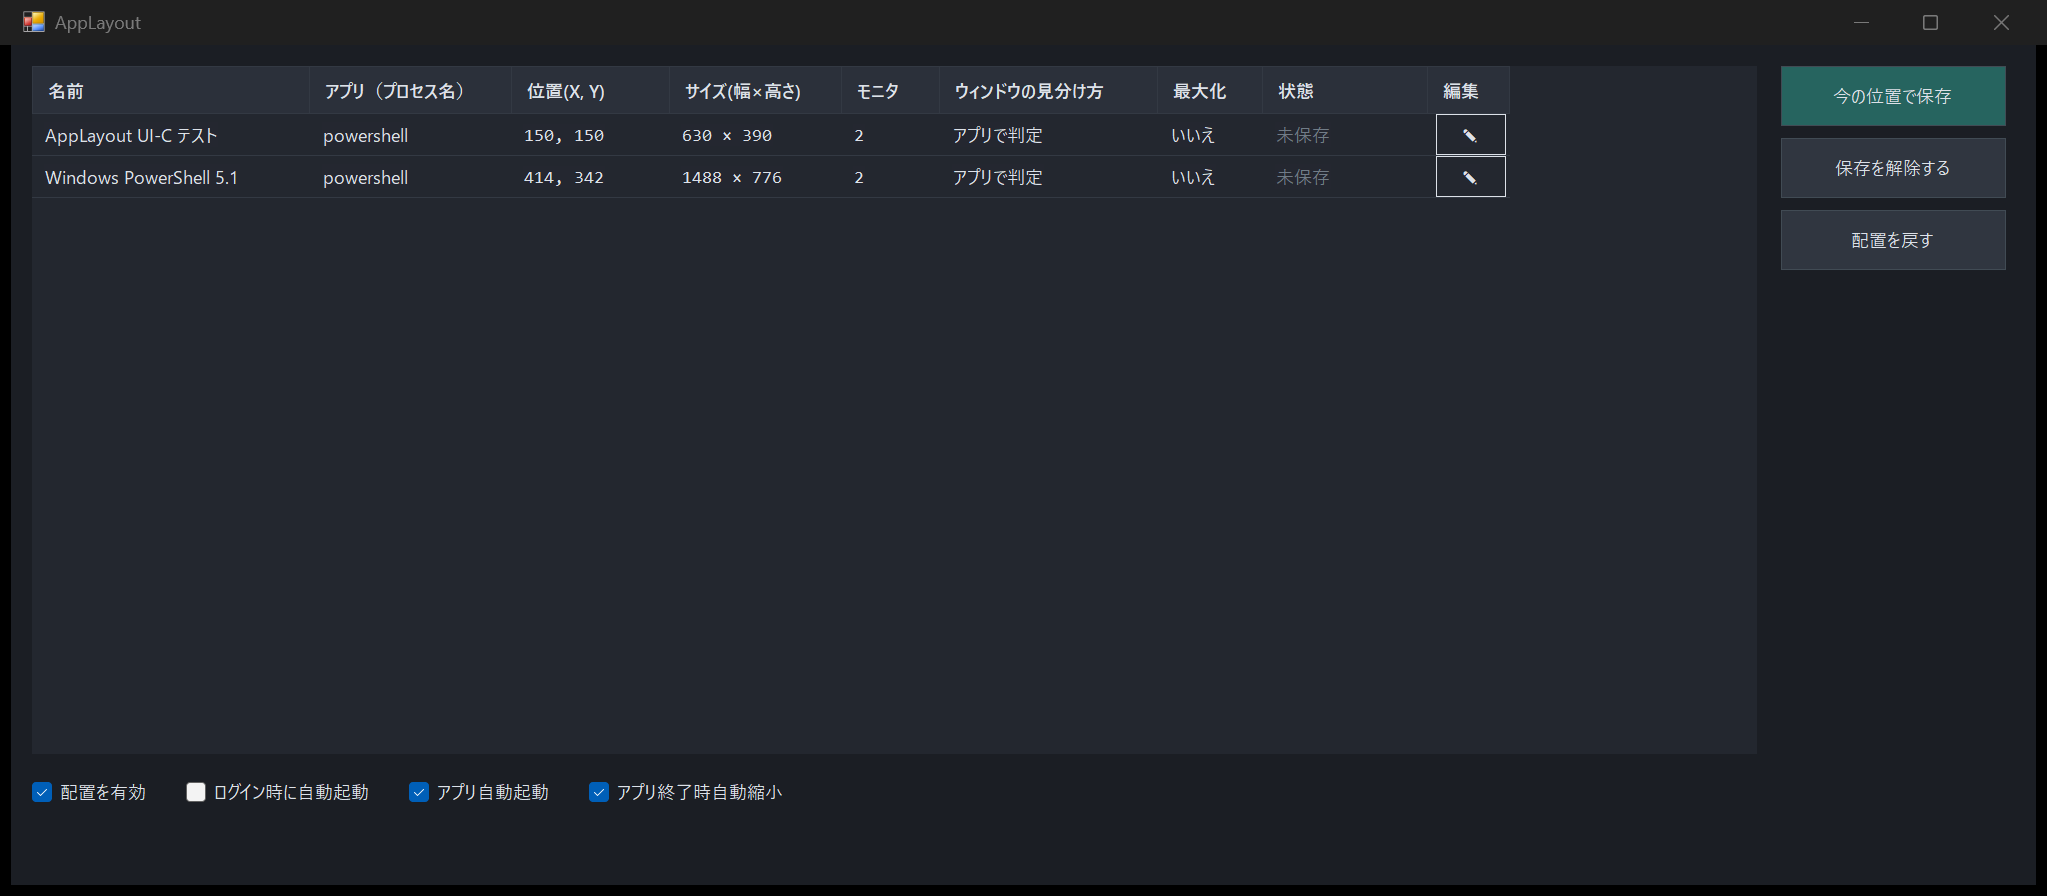 AppLayout
名前 アプリ（プロセス名） 位置(X, Y) サイズ(幅×高さ) モニタ ウィンドウの見分け方 最大化 状態 編集
AppLayout UI-C テスト powershell 150, 150 630 × 390 2 アプリで判定 いいえ 未保存
Windows PowerShell 5.1 powershell 414, 342 1488 × 776 2 アプリで判定 いいえ 未保存
今の位置で保存
保存を解除する
配置を戻す
配置を有効 ログイン時に自動起動 アプリ自動起動 アプリ終了時自動縮小